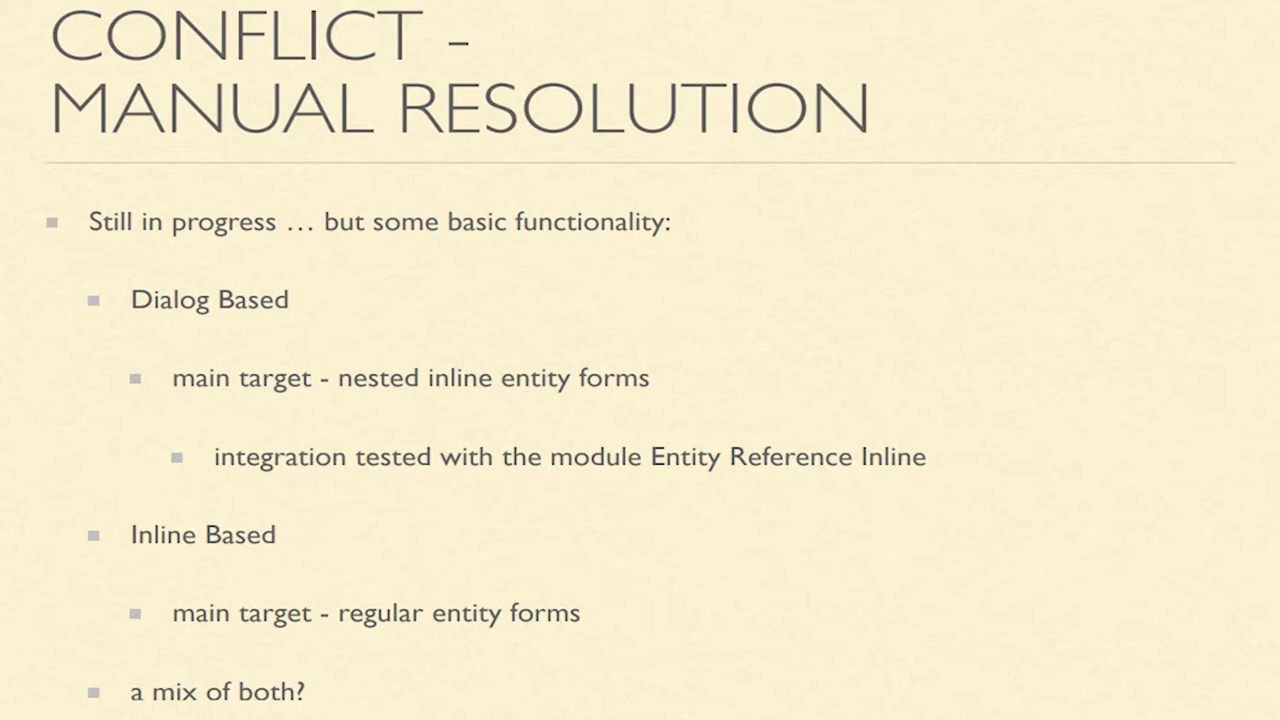 CONFLICT -
MANUAL RESOLUTION
Still in progress … but some basic functionality:
Dialog Based
main target - nested inline entity forms
integration tested with the module Entity Reference Inline
Inline Based
main target - regular entity forms
a mix of both?